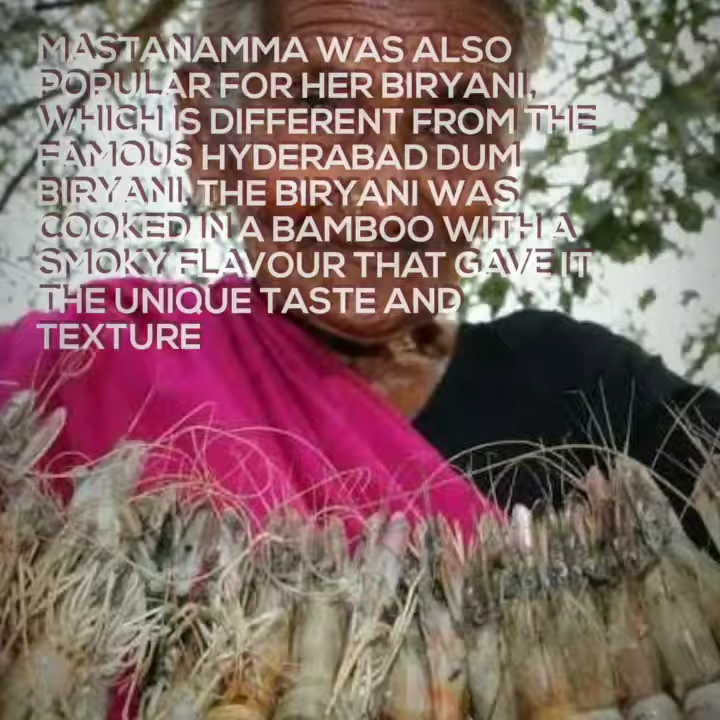 MASTANAMMA WAS ALSO
POPULAR FOR HER BIRYANI,
WHICH IS DIFFERENT FROM THE
FAMOUS HYDERABAD DUM
BIRYANI. THE BIRYANI WAS
COOKED IN A BAMBOO WITH A
SMOKY FLAVOUR THAT GAVE IT
THE UNIQUE TASTE AND
TEXTURE